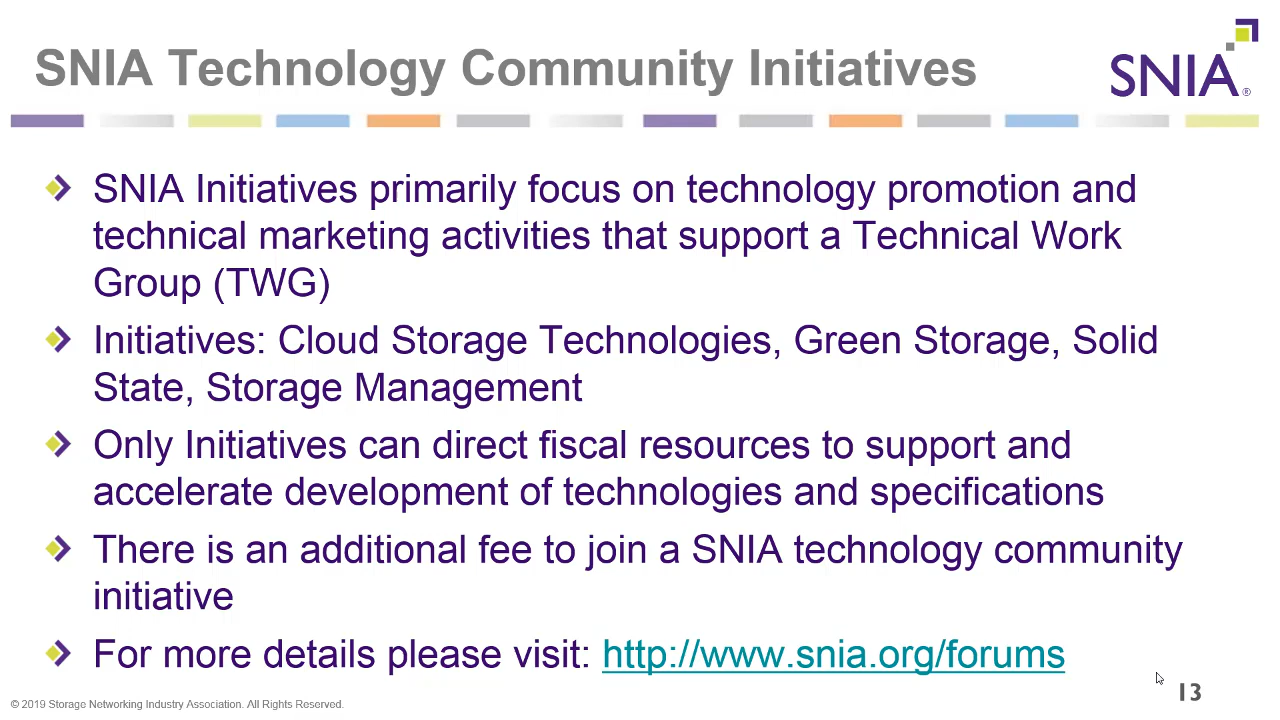 SNIA Technology Community Initiatives
SNIA®
SNIA Initiatives primarily focus on technology promotion and
technical marketing activities that support a Technical Work
Group (TWG)
Initiatives: Cloud Storage Technologies, Green Storage, Solid
State, Storage Management
Only Initiatives can direct fiscal resources to support and
accelerate development of technologies and specifications
There is an additional fee to join a SNIA technology community
initiative
For more details please visit: http://www.snia.org/forums
© 2019 Storage Networking Industry Association. All Rights Reserved.
13